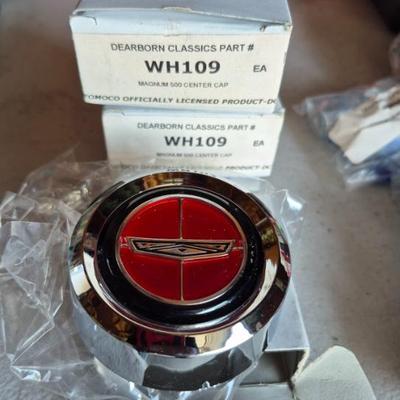 DEARBORN CLASSICS PART #
WH109 EA
MAGNUM 500 CENTER CAP
FOMOCO OFFICIALLY LICENSED PRODUCT-DC
DEARBORN CLASSICS PART #
WH109 EA
MAGNUM 500 CENTER CAP